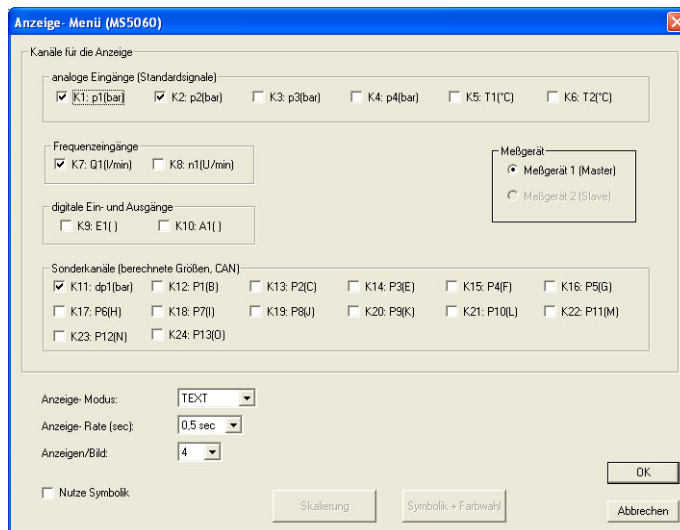 Anzeige- Menü (MS5060)
Kanäle für die Anzeige
analoge Eingänge (Standardsignale)
K1: p1(bar) K2: p2(bar) K3: p3(bar) K4: p4(bar) K5: T1(°C) K6: T2(°C)
Frequenzeingänge
K7: Q1(l/min) K8: n1(U/min)
Meßgerät
Meßgerät 1 (Master)
Meßgerät 2 (Slave)
digitale Ein- und Ausgänge
K9: E1( ) K10: A1( )
Sonderkanäle (berechnete Größen, CAN)
K11: dp1(bar) K12: P1(B) K13: P2(C) K14: P3(E) K15: P4(F) K16: P5(G)
K17: P6(H) K18: P7(I) K19: P8(J) K20: P9(K) K21: P10(L) K22: P11(M)
K23: P12(N) K24: P13(O)
Anzeige- Modus: TEXT
Anzeige- Rate (sec): 0,5 sec
Anzeigen/Bild: 4
OK
Nutze Symbolik
Skalierung Symbolik + Farbwahl Abbrechen